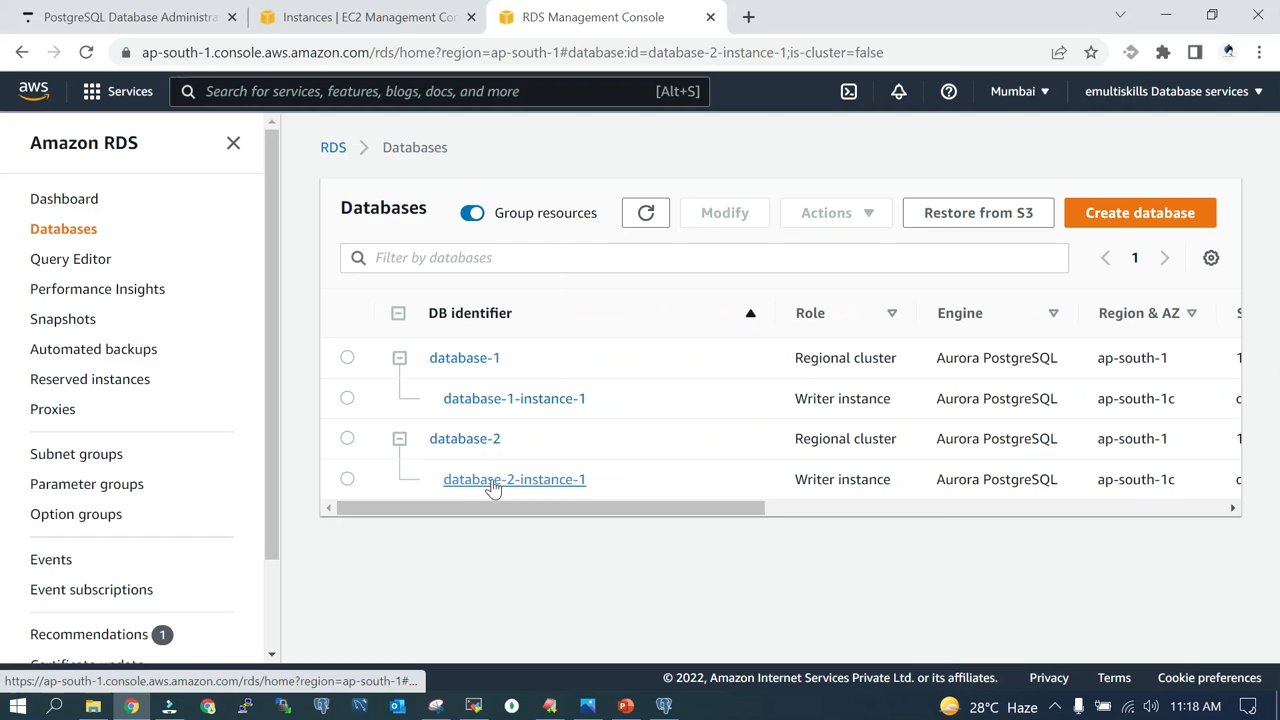 PostgreSQL Database Administra
Instances | EC2 Management Con
RDS Management Console
ap-south-1.console.aws.amazon.com/rds/home?region=ap-south-1#database:id=database-2-instance-1;is-cluster=false
aws
Services
Search for services, features, blogs, docs, and more
[Alt+S]
Mumbai
emultiskills Database services
Amazon RDS
Dashboard
Databases
Query Editor
Performance Insights
Snapshots
Automated backups
Reserved instances
Proxies
Subnet groups
Parameter groups
Option groups
Events
Event subscriptions
Recommendations 1
RDS
Databases
Databases
Group resources
Modify
Actions
Restore from S3
Create database
Filter by databases
1
DB identifier Role Engine Region & AZ
database-1 Regional cluster Aurora PostgreSQL ap-south-1
database-1-instance-1 Writer instance Aurora PostgreSQL ap-south-1c
database-2 Regional cluster Aurora PostgreSQL ap-south-1
database-2-instance-1 Writer instance Aurora PostgreSQL ap-south-1c
https://ap-south-1.console.aws.amazon.com/rds/home?region=ap-south-1#...
© 2022, Amazon Internet Services Private Ltd. or its affiliates.
Privacy
Terms
Cookie preferences
28°C Haze
11:18 AM